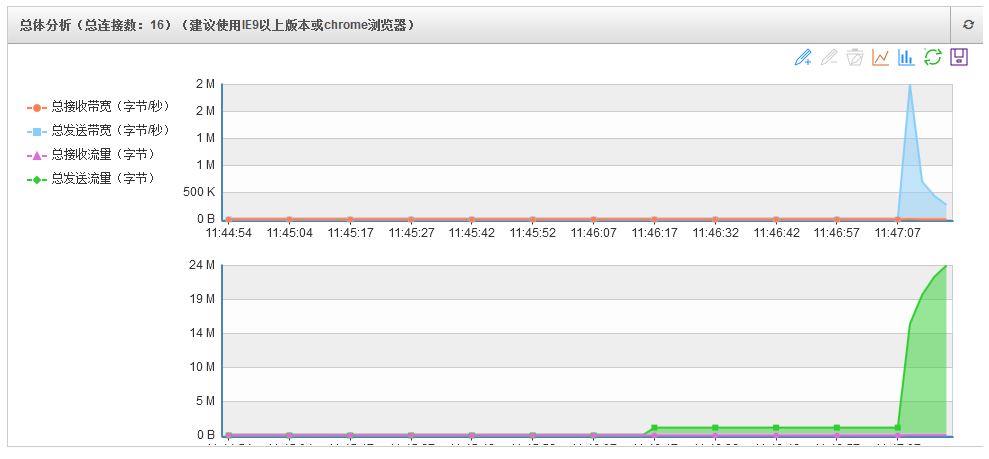 总体分析（总连接数：16）（建议使用IE9以上版本或chrome浏览器）
总接收带宽（字节/秒）
总发送带宽（字节/秒）
总接收流量（字节）
总发送流量（字节）
2 M
2 M
1 M
1 M
500 K
0 B
11:44:54 11:45:04 11:45:17 11:45:27 11:45:42 11:45:52 11:46:07 11:46:17 11:46:32 11:46:42 11:46:57 11:47:07
24 M
19 M
14 M
10 M
5 M
0 B